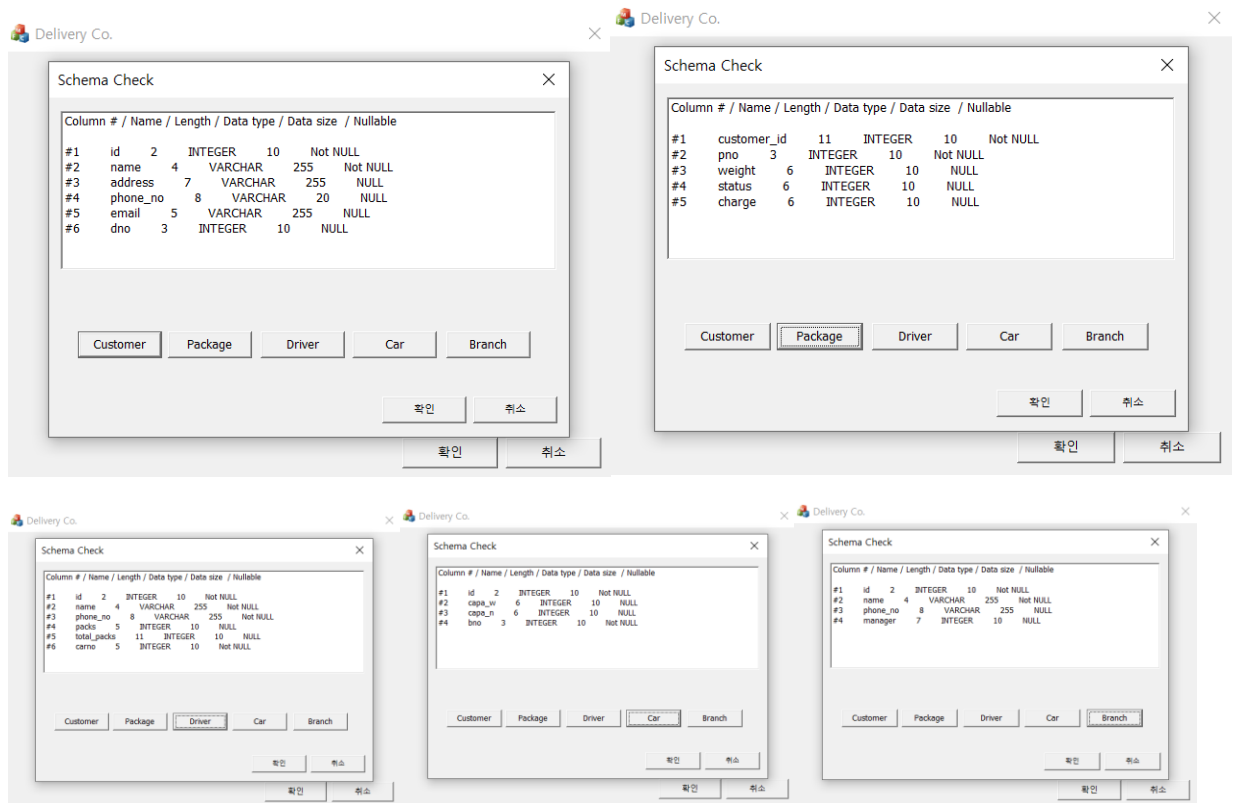 Delivery Co.
Schema Check
Column # / Name / Length / Data type / Data size / Nullable
#1 id 2 INTEGER 10 Not NULL
#2 name 4 VARCHAR 255 Not NULL
#3 address 7 VARCHAR 255 NULL
#4 phone_no 8 VARCHAR 20 NULL
#5 email 5 VARCHAR 255 NULL
#6 dno 3 INTEGER 10 NULL
Customer Package Driver Car Branch
확인 취소
확인 취소
Delivery Co.
Schema Check
Column # / Name / Length / Data type / Data size / Nullable
#1 customer_id 11 INTEGER 10 Not NULL
#2 pno 3 INTEGER 10 Not NULL
#3 weight 6 INTEGER 10 NULL
#4 status 6 INTEGER 10 NULL
#5 charge 6 INTEGER 10 NULL
Customer Package Driver Car Branch
확인 취소
확인 취소
Delivery Co.
Schema Check
Column # / Name / Length / Data type / Data size / Nullable
#1 id 2 INTEGER 10 Not NULL
#2 name 4 VARCHAR 255 Not NULL
#3 phone_no 8 VARCHAR 255 Not NULL
#4 packs 5 INTEGER 10 NULL
#5 total_packs 11 INTEGER 10 NULL
#6 carno 5 INTEGER 10 Not NULL
Customer Package Driver Car Branch
확인 취소
확인 취소
Delivery Co.
Schema Check
Column # / Name / Length / Data type / Data size / Nullable
#1 id 2 INTEGER 10 Not NULL
#2 capa_w 6 INTEGER 10 NULL
#3 capa_n 6 INTEGER 10 NULL
#4 bno 3 INTEGER 10 Not NULL
Customer Package Driver Car Branch
확인 취소
확인 취소
Delivery Co.
Schema Check
Column # / Name / Length / Data type / Data size / Nullable
#1 id 2 INTEGER 10 Not NULL
#2 name 4 VARCHAR 255 Not NULL
#3 phone_no 8 VARCHAR 255 NULL
#4 manager 7 INTEGER 10 NULL
Customer Package Driver Car Branch
확인 취소
확인 취소